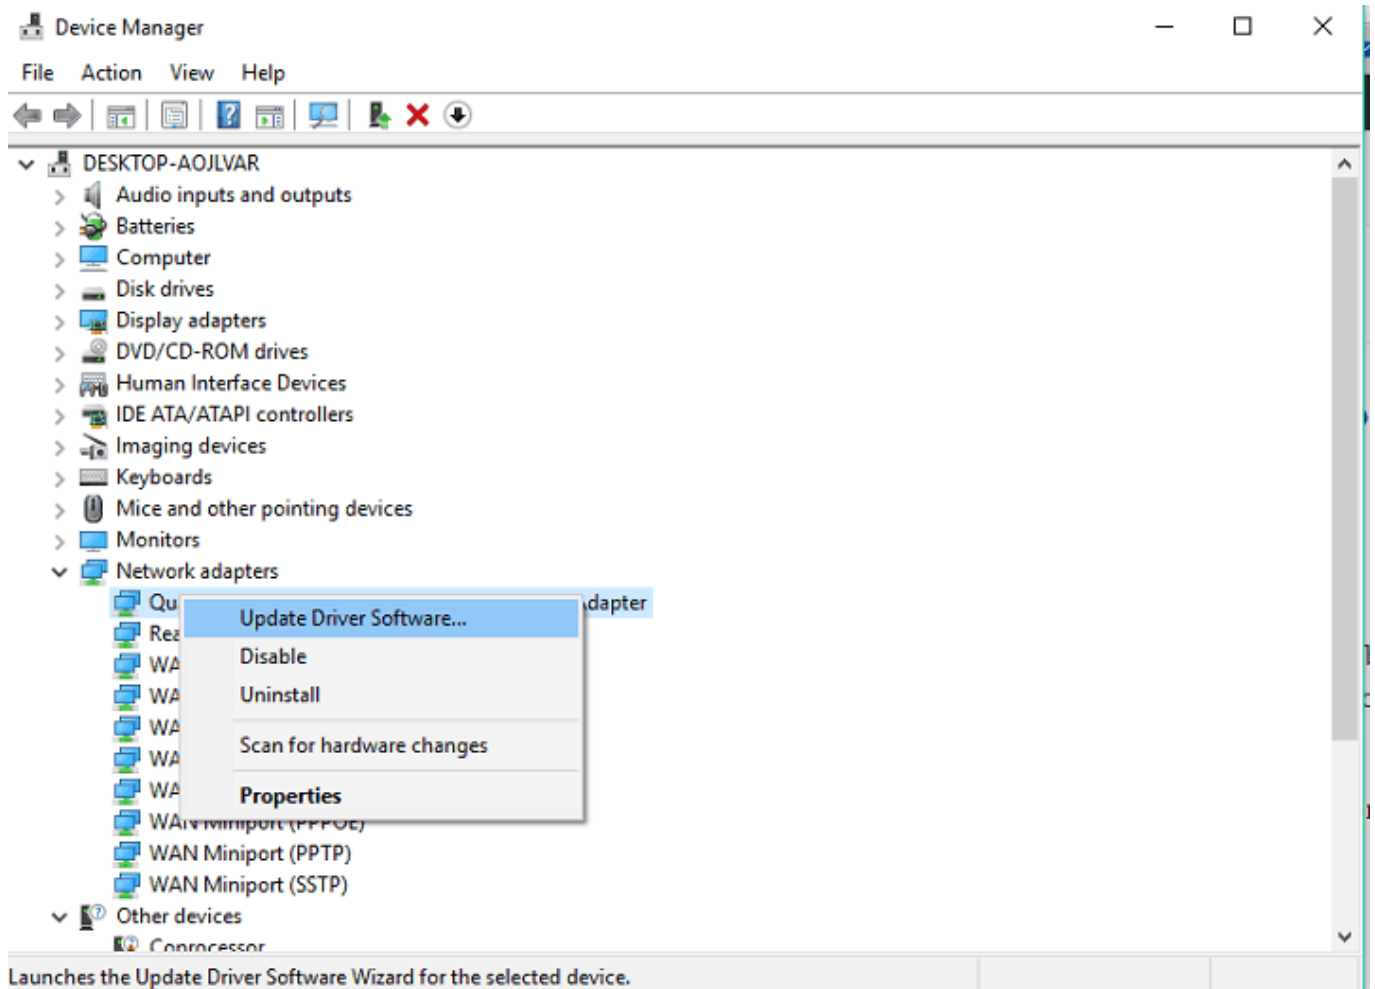 Device Manager
File Action View Help
DESKTOP-AOJLVAR
Audio inputs and outputs
Batteries
Computer
Disk drives
Display adapters
DVD/CD-ROM drives
Human Interface Devices
IDE ATA/ATAPI controllers
Imaging devices
Keyboards
Mice and other pointing devices
Monitors
Network adapters
Qu
Update Driver Software...
dapter
Rea
Disable
WA
WA
Uninstall
WA
WA
Scan for hardware changes
WA
Properties
WAN Miniport (PPPOE)
WAN Miniport (PPTP)
WAN Miniport (SSTP)
Other devices
Coprocessor
Launches the Update Driver Software Wizard for the selected device.